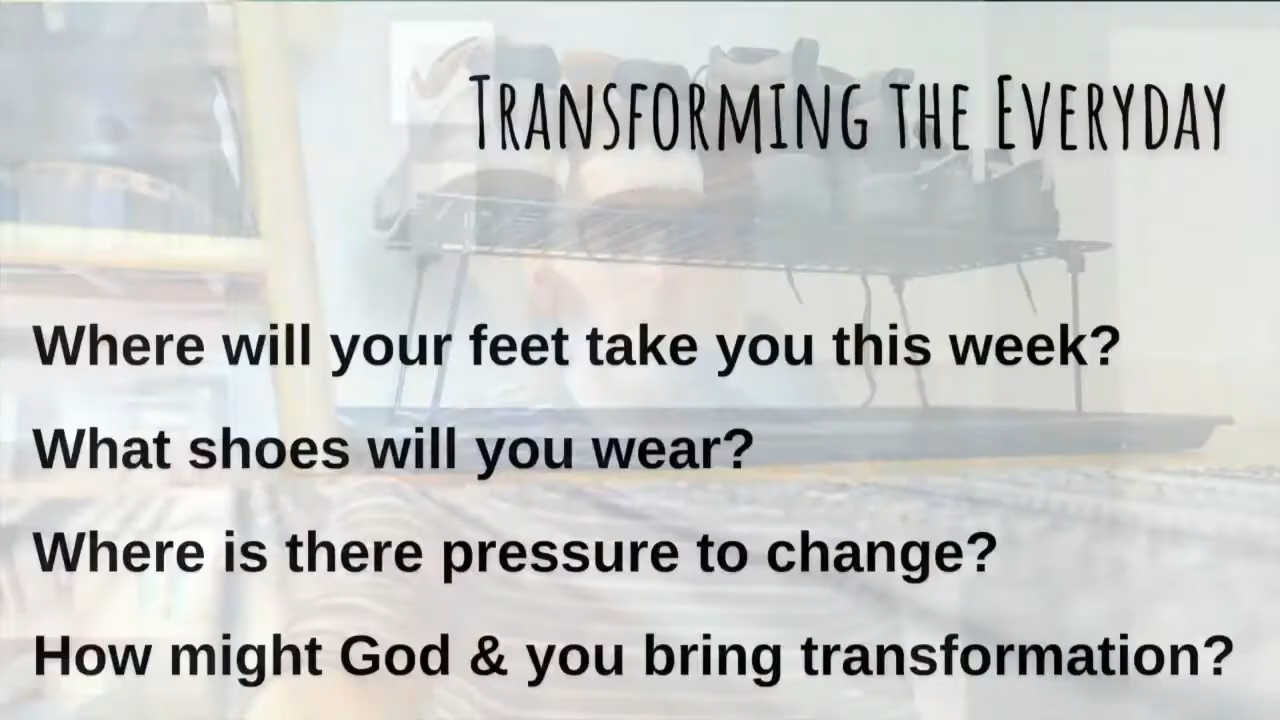 Transforming the Everyday
Where will your feet take you this week?
What shoes will you wear?
Where is there pressure to change?
How might God & you bring transformation?